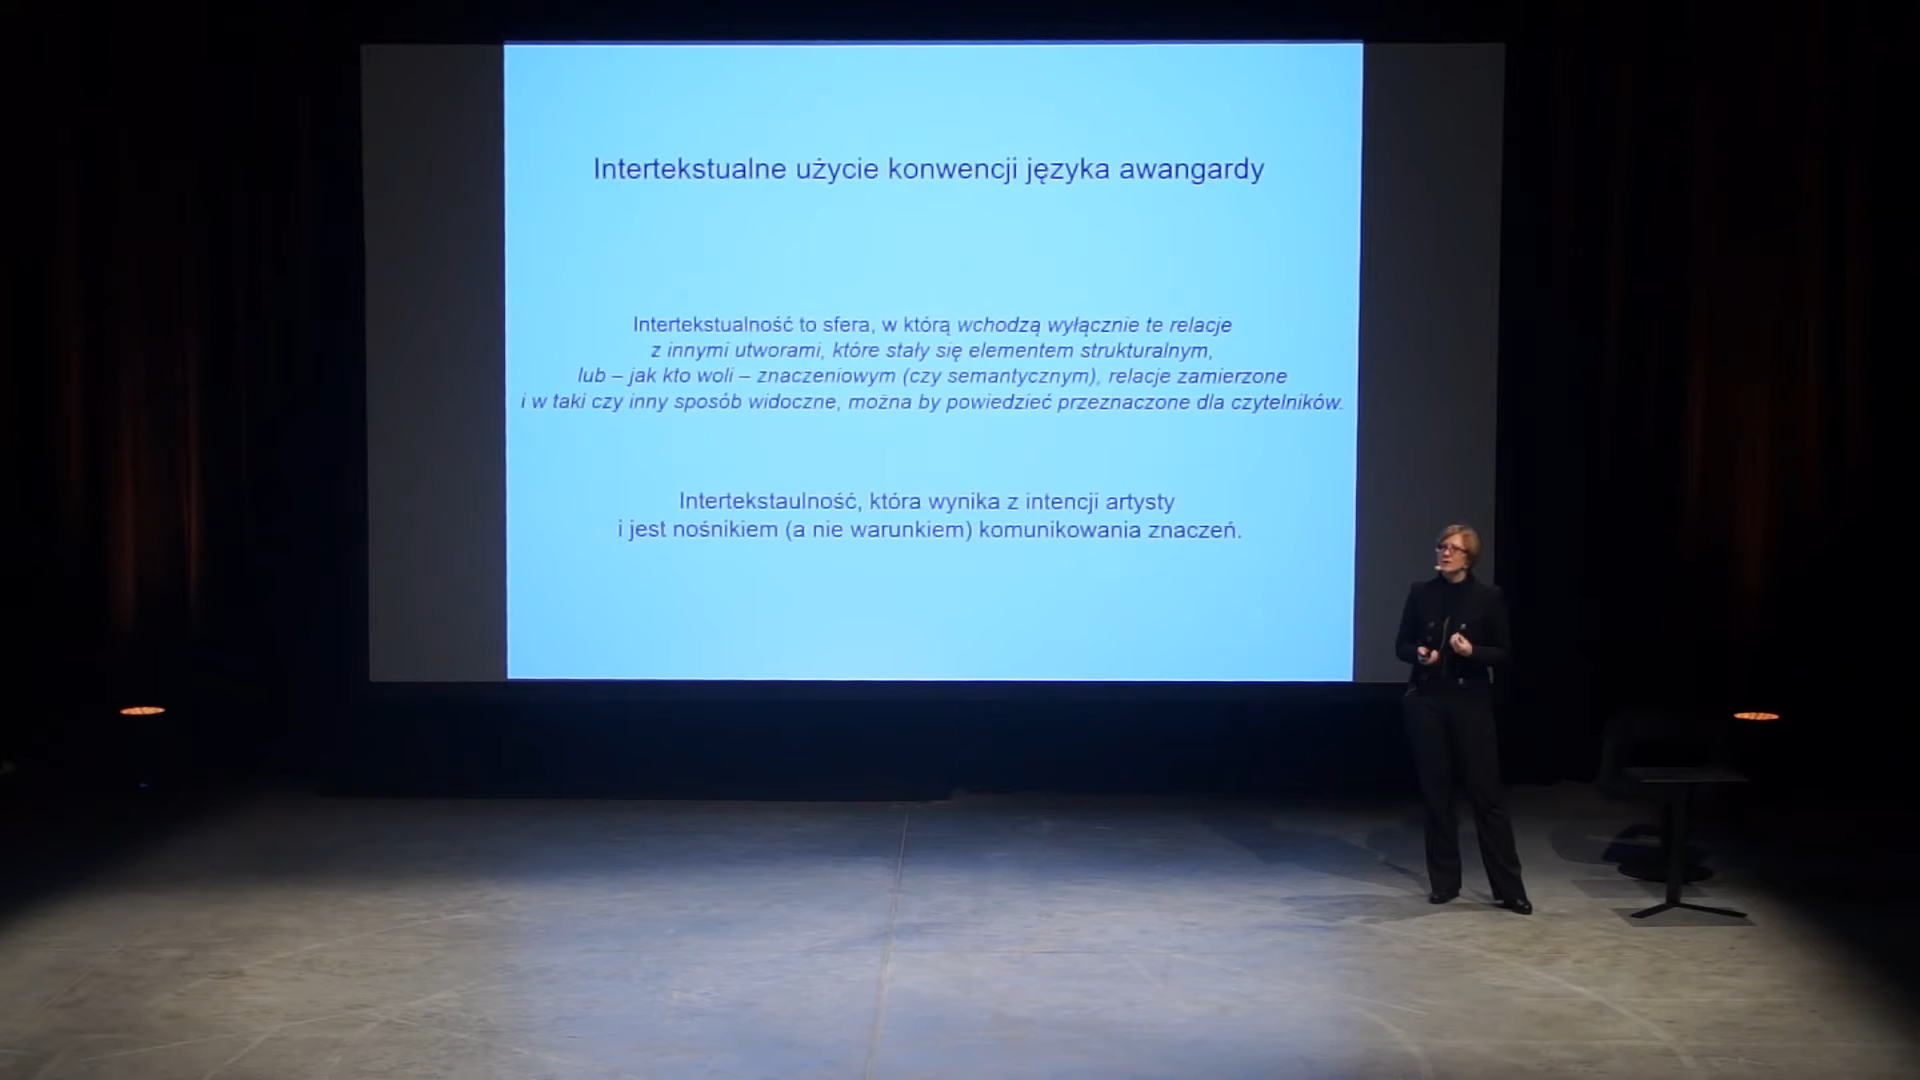 Intertekstualne użycie konwencji języka awangardy
Intertekstualność to sfera, w którą wchodzą wyłącznie te relacje
z innymi utworami, które stały się elementem strukturalnym,
lub – jak kto woli – znaczeniowym (czy semantycznym), relacje zamierzone
i w taki czy inny sposób widoczne, można by powiedzieć przeznaczone dla czytelników.
Intertekstaulność, która wynika z intencji artysty
i jest nośnikiem (a nie warunkiem) komunikowania znaczeń.